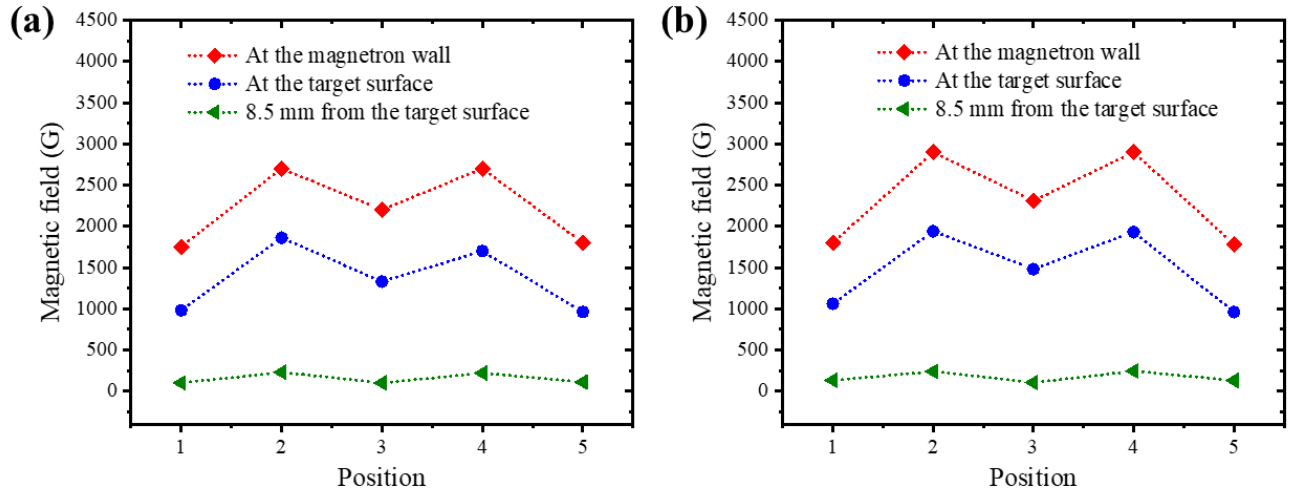 (a)
4500
4000
3500
3000
2500
2000
1500
1000
500
0
Magnetic field (G)
At the magnetron wall
At the target surface
8.5 mm from the target surface
1 2 3 4 5
Position
(b)
4500
4000
3500
3000
2500
2000
1500
1000
500
0
Magnetic field (G)
At the magnetron wall
At the target surface
8.5 mm from the target surface
1 2 3 4 5
Position